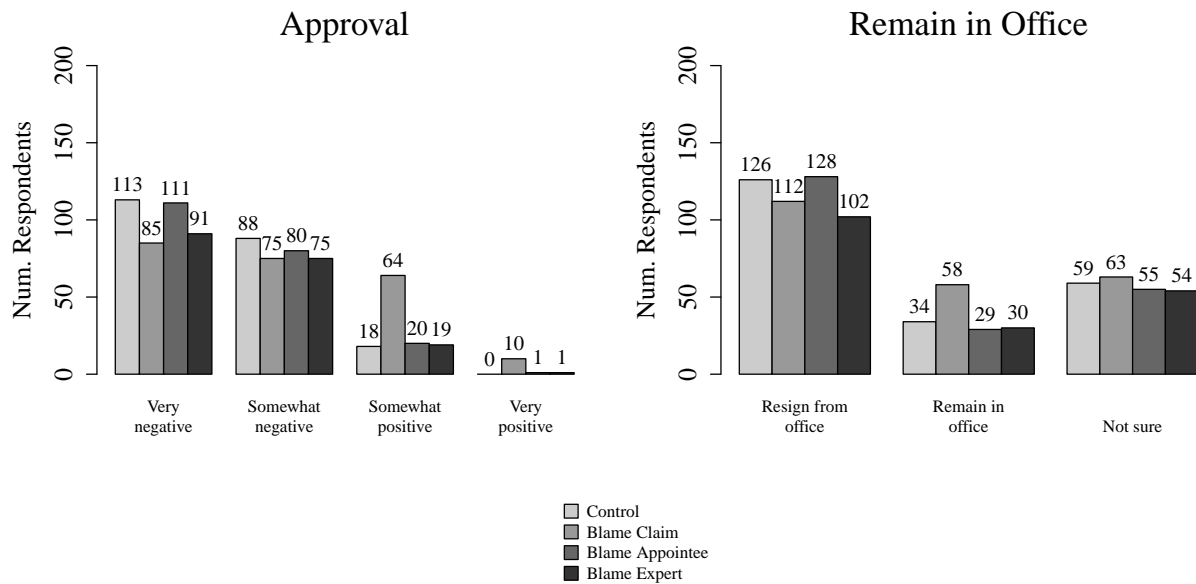 Approval
Num. Respondents
0
50
100
150
200
113
85
111
91
88
75
80
75
18
64
20
19
0
10
1
1
Very
negative
Somewhat
negative
Somewhat
positive
Very
positive
Remain in Office
Num. Respondents
0
50
100
150
200
126
112
128
102
34
58
29
30
59
63
55
54
Resign from
office
Remain in
office
Not sure
Control
Blame Claim
Blame Appointee
Blame Expert